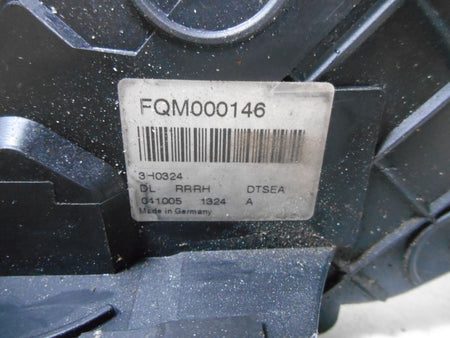 FQM000146
3H0324
DL RRRH DTSEA
041005 1324 A
Made in Germany